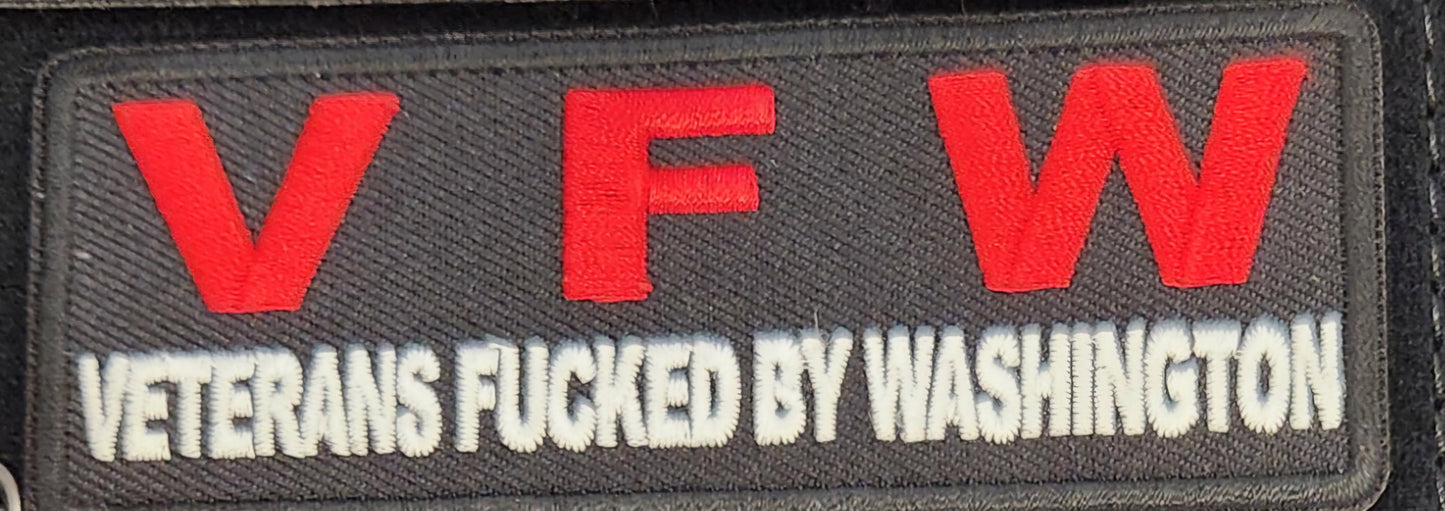 V F W
VETERANS FUCKED BY WASHINGTON